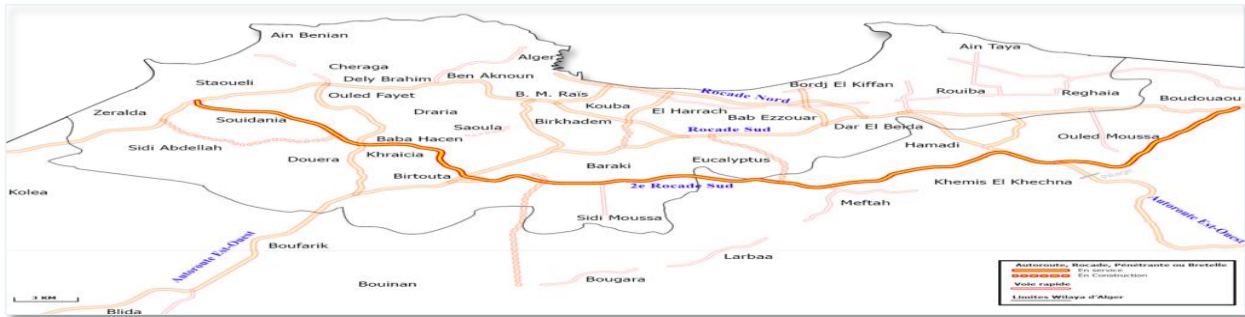 Ain Benian
Alger
Ain Taya
Cheraga
Dely Brahim
Ben Aknoun
Staoueli
Bordj El Kiffan
Rouiba
Reghaia
Boudouaou
Ouled Fayet
B. M. Raïs
Rocade Nord
Zeralda
Souidania
Draria
Kouba
El Harrach
Birkhadem
Bab Ezzouar
Saoula
Rocade Sud
Dar El Beida
Ouled Moussa
Baba Hacen
Sidi Abdellah
Hamadi
Douera
Khraicia
Baraki
Eucalyptus
Birtouta
Kolea
2e Rocade Sud
Khemis El Khechna
Sidi Moussa
Meftah
Autoroute Est-Ouest
Autoroute Est-Ouest
Boufarik
Larbaa
Bougara
Bouinan
Blida
3 KM
Autoroute, Rocade, Pénétrante ou Bretelle
En service
En Construction
Voie rapide
Limites Wilaya d'Alger